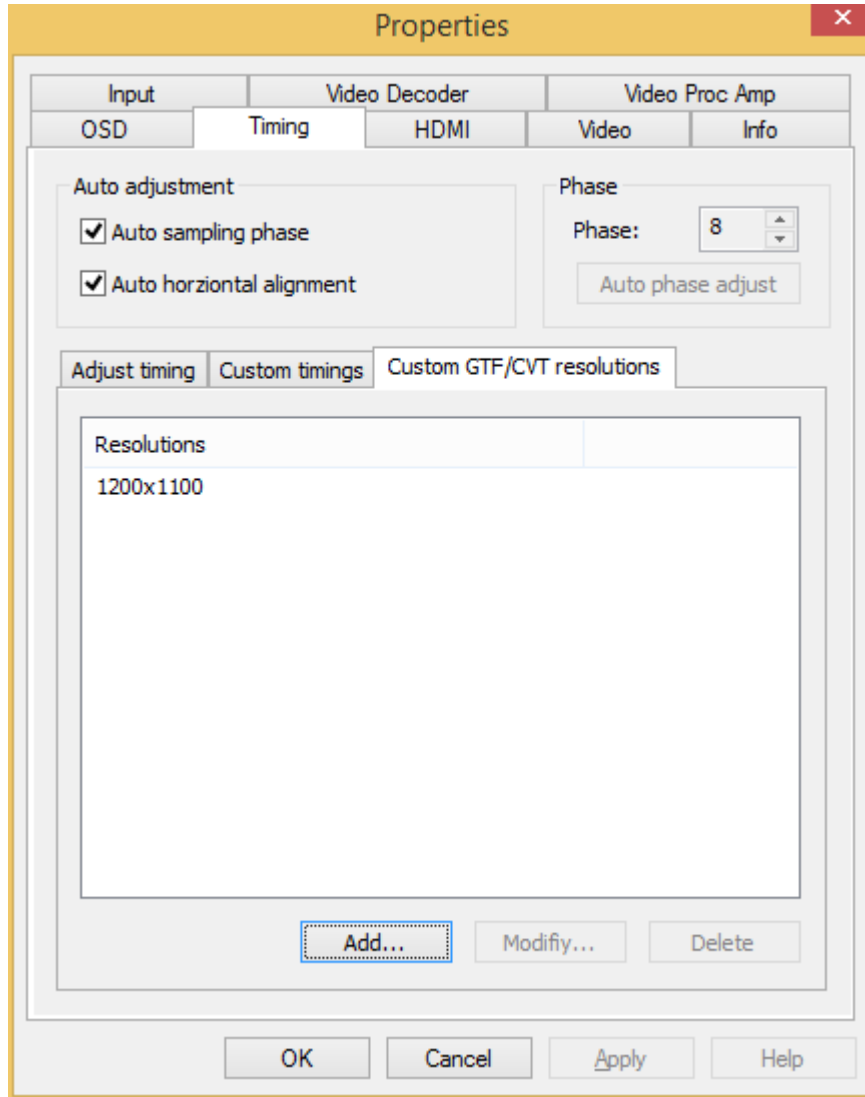 Properties
Input Video Decoder Video Proc Amp
OSD Timing HDMI Video Info
Auto adjustment
Auto sampling phase
Auto horziontal alignment
Phase
Phase: 8
Auto phase adjust
Adjust timing Custom timings Custom GTF/CVT resolutions
Resolutions
1200x1100
Add... Modifiy... Delete
OK Cancel Apply Help